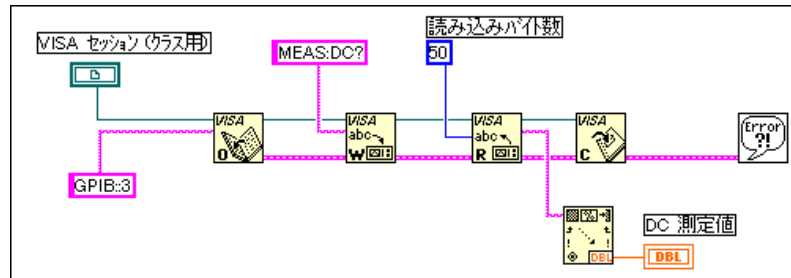 VISA セッション(クラス用)
読み込みバイト数
MEAS:DC?
50
VISA
O
VISA
abc
W
VISA
abc
R
VISA
C
Error
?!
GPIB::3
%
DBL
DC 測定値
DBL